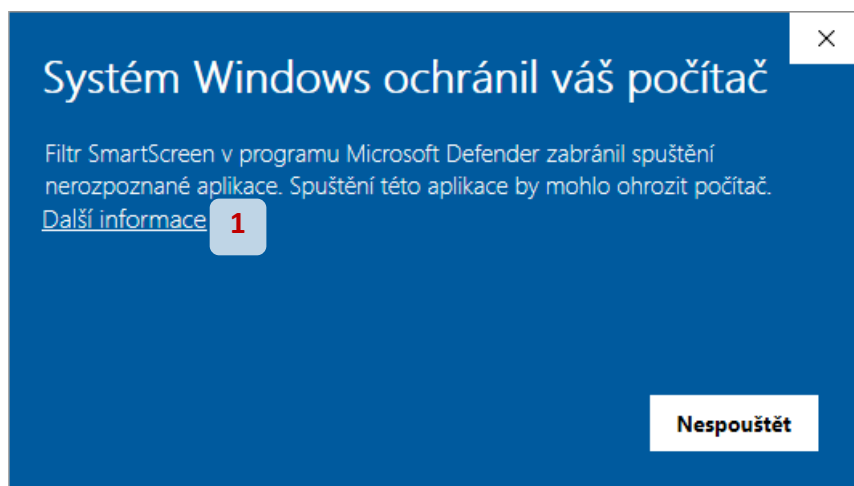 Systém Windows ochránil váš počítač
Filtr SmartScreen v programu Microsoft Defender zabránil spuštění
nerozpoznané aplikace. Spuštění této aplikace by mohlo ohrozit počítač.
Další informace 1
Nespouštět